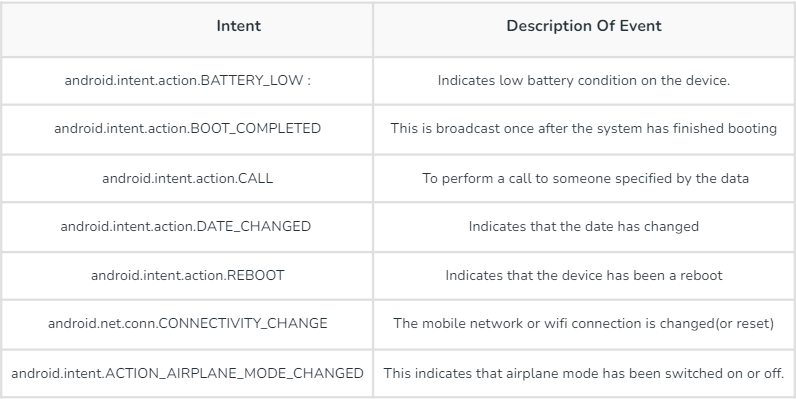 Intent Description Of Event
android.intent.action.BATTERY_LOW : Indicates low battery condition on the device.
android.intent.action.BOOT_COMPLETED This is broadcast once after the system has finished booting
android.intent.action.CALL To perform a call to someone specified by the data
android.intent.action.DATE_CHANGED Indicates that the date has changed
android.intent.action.REBOOT Indicates that the device has been a reboot
android.net.conn.CONNECTIVITY_CHANGE The mobile network or wifi connection is changed(or reset)
android.intent.ACTION_AIRPLANE_MODE_CHANGED This indicates that airplane mode has been switched on or off.